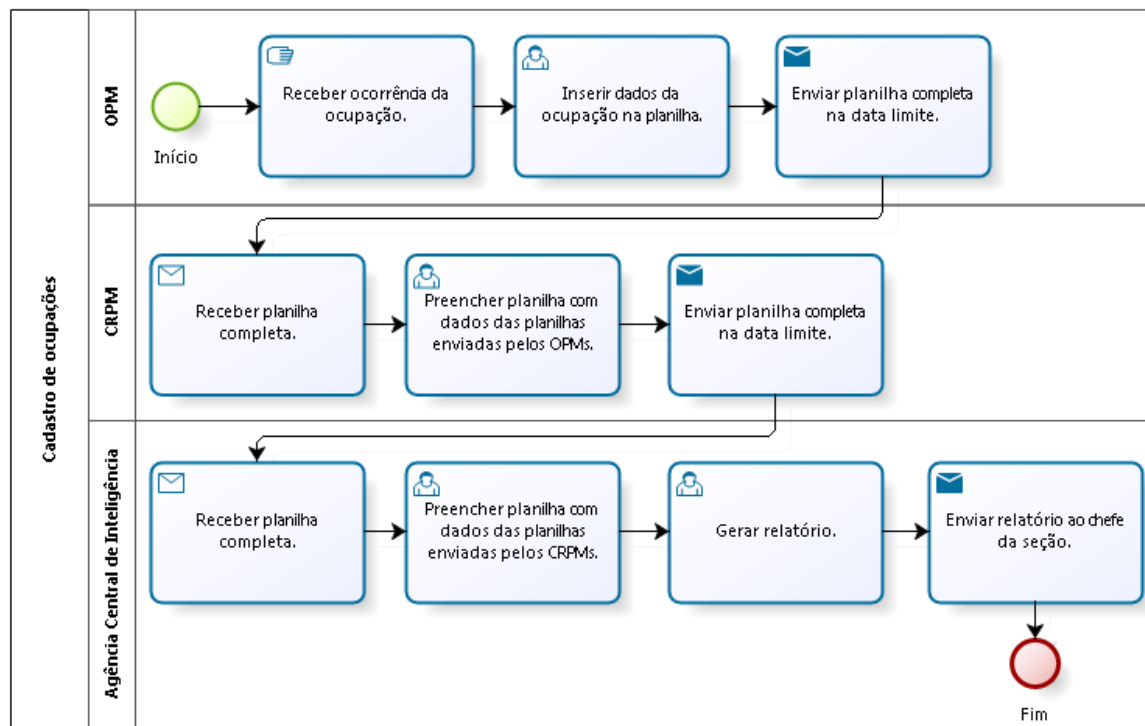 Cadastro de ocupações
OPM
Início
Receber ocorrência da
ocupação.
Inserir dados da
ocupação na planilha.
Enviar planilha completa
na data limite.
CRPM
Receber planilha
completa.
Preencher planilha com
dados das planilhas
enviadas pelos OPMs.
Enviar planilha completa
na data limite.
Agência Central de Inteligência
Receber planilha
completa.
Preencher planilha com
dados das planilhas
enviadas pelos CRPMs.
Gerar relatório.
Enviar relatório ao chefe
da seção.
Fim